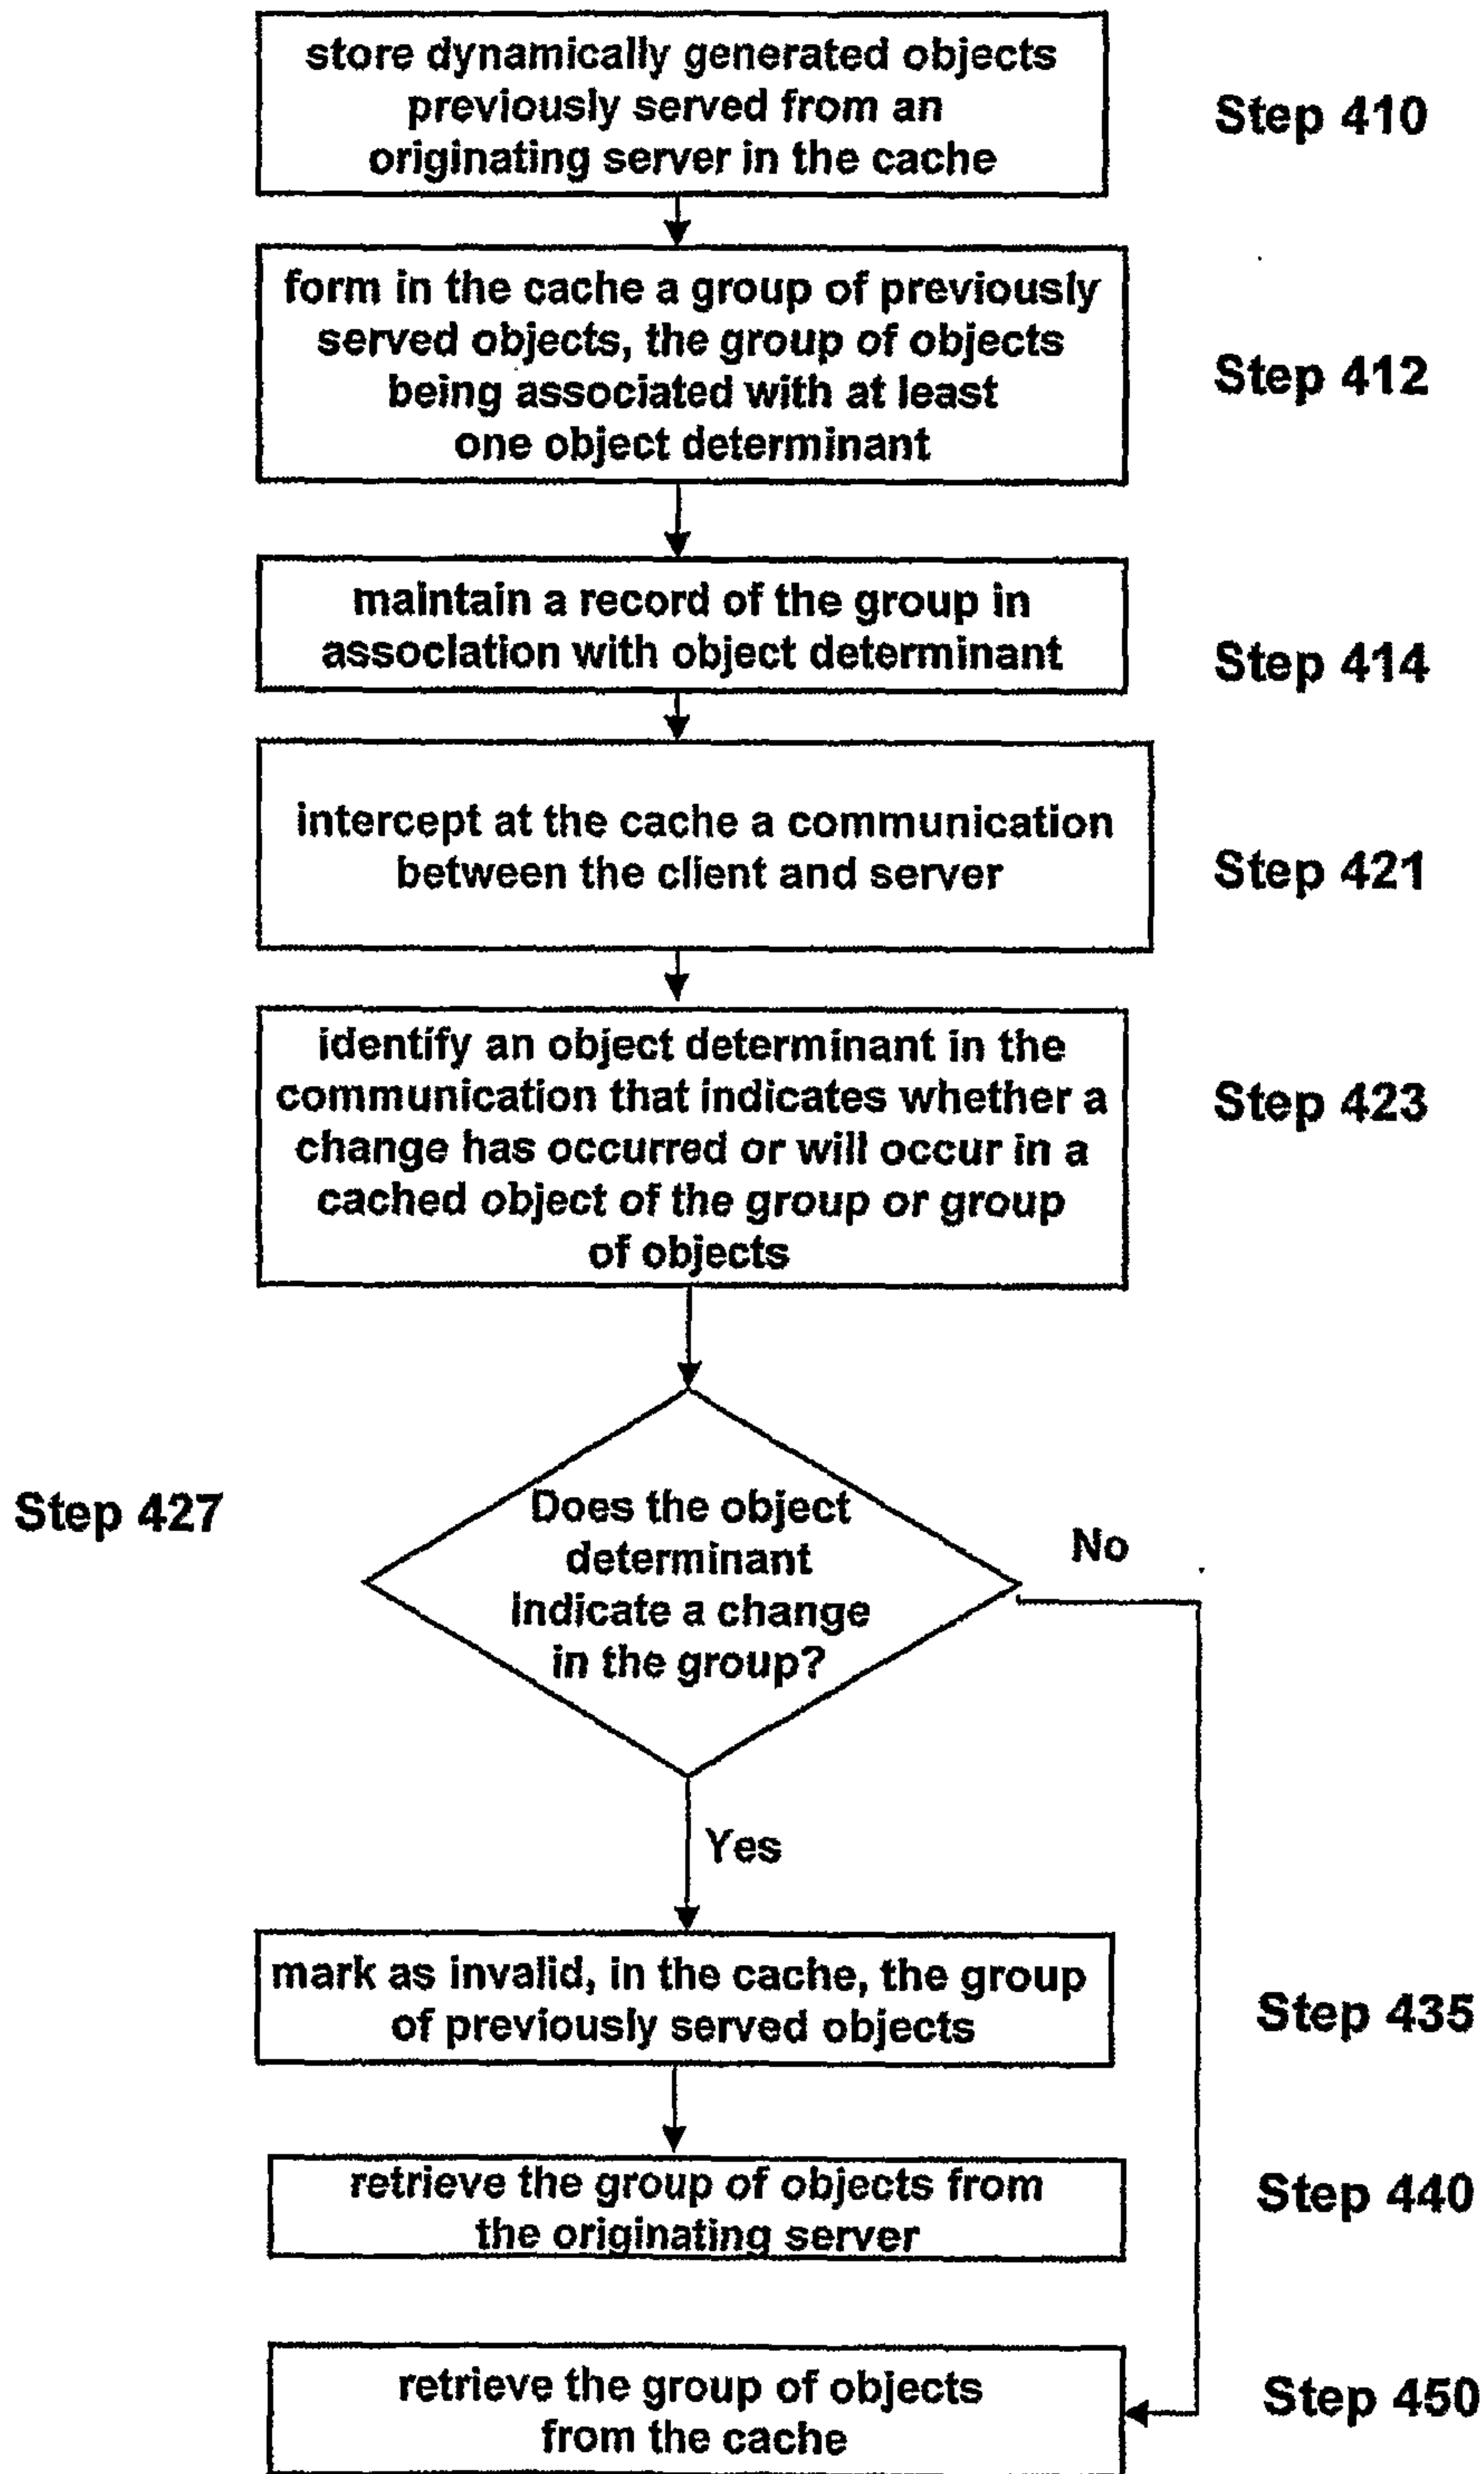 store dynamically generated objects
previously served from an
originating server in the cache
Step 410
form in the cache a group of previously
served objects, the group of objects
being associated with at least
one object determinant
Step 412
maintain a record of the group in
association with object determinant
Step 414
intercept at the cache a communication
between the client and server
Step 421
identify an object determinant in the
communication that indicates whether a
change has occurred or will occur in a
cached object of the group or group
of objects
Step 423
Step 427
Does the object
determinant
indicate a change
in the group?
No
Yes
mark as invalid, in the cache, the group
of previously served objects
Step 435
retrieve the group of objects from
the originating server
Step 440
retrieve the group of objects
from the cache
Step 450